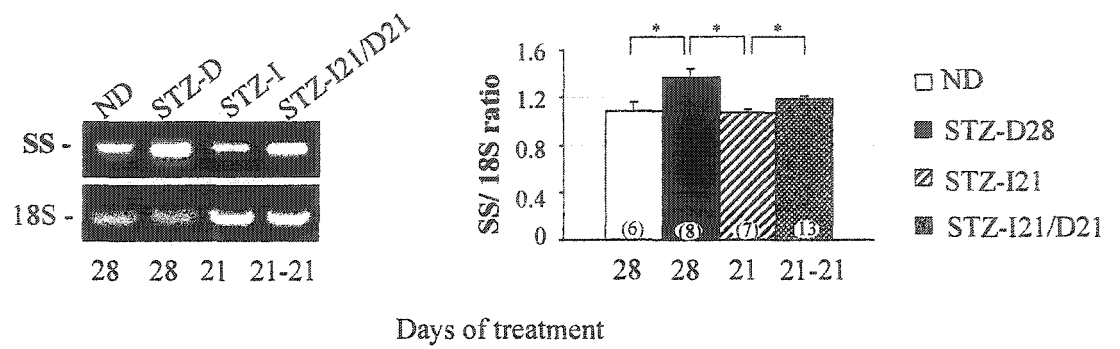 ND STZ-D STZ-I STZ-I21/D21
SS -
18S -
28 28 21 21-21
* * *
SS/ 18S ratio
1.6
1.2
0.8
0.4
0
(6) (8) (7) (13)
28 28 21 21-21
ND
STZ-D28
STZ-I21
STZ-I21/D21
Days of treatment